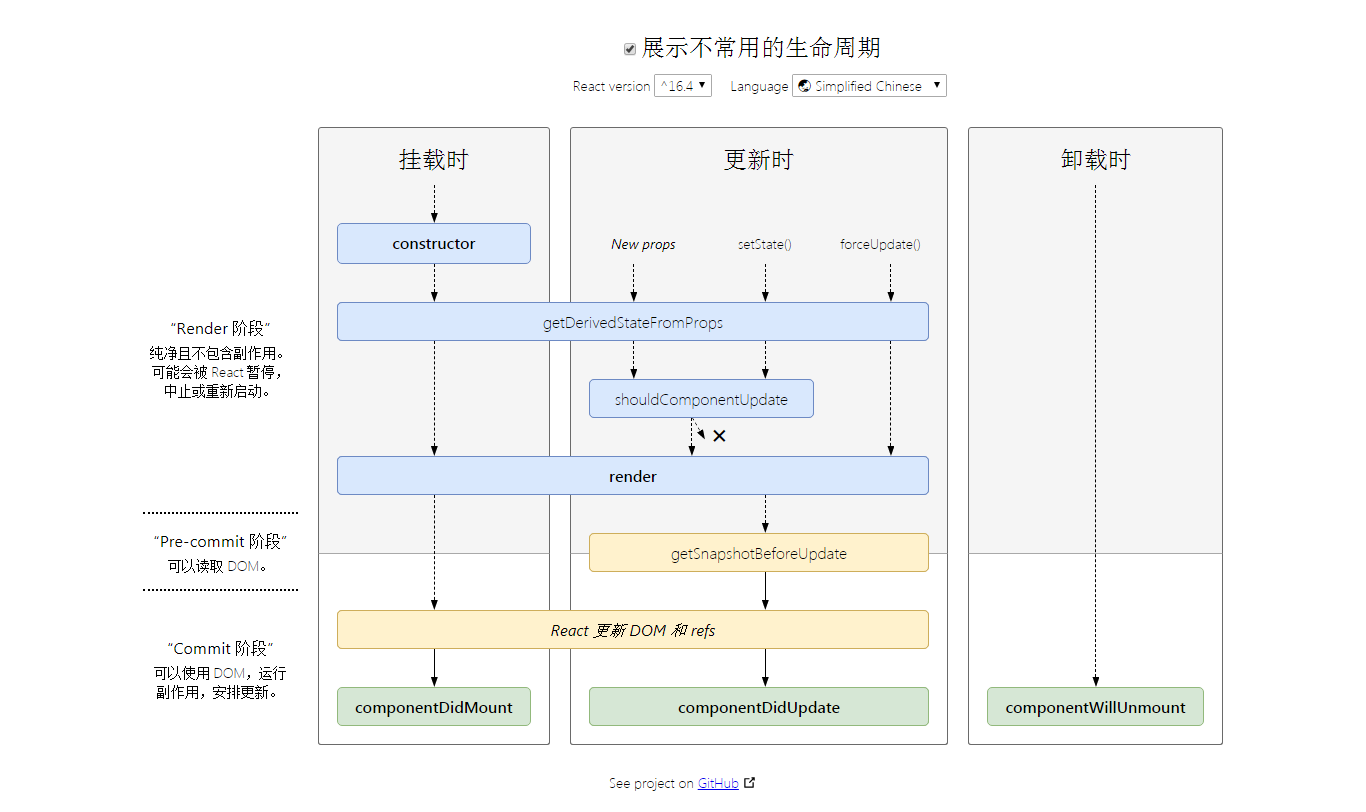 展示不常用的生命周期
React version ^16.4 Language Simplified Chinese
挂载时
更新时
卸载时
constructor
New props
setState()
forceUpdate()
getDerivedStateFromProps
“Render 阶段”
纯净且不包含副作用。
可能会被 React 暂停，
中止或重新启动。
shouldComponentUpdate
render
“Pre-commit 阶段”
可以读取 DOM。
getSnapshotBeforeUpdate
React 更新 DOM 和 refs
“Commit 阶段”
可以使用 DOM，运行
副作用，安排更新。
componentDidMount
componentDidUpdate
componentWillUnmount
See project on GitHub